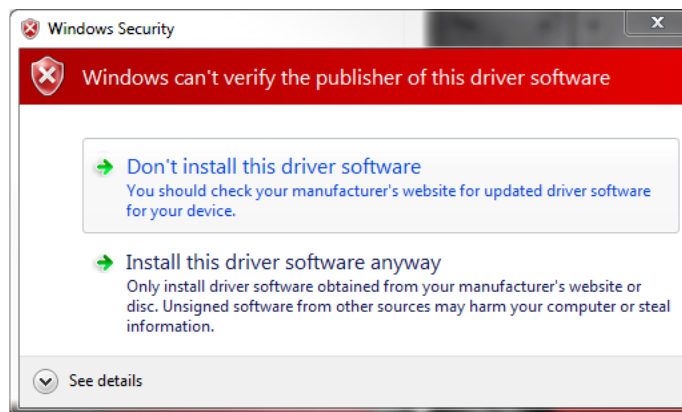 Windows Security
x
Windows can't verify the publisher of this driver software
Don't install this driver software
You should check your manufacturer's website for updated driver software
for your device.
Install this driver software anyway
Only install driver software obtained from your manufacturer's website or
disc. Unsigned software from other sources may harm your computer or steal
information.
See details